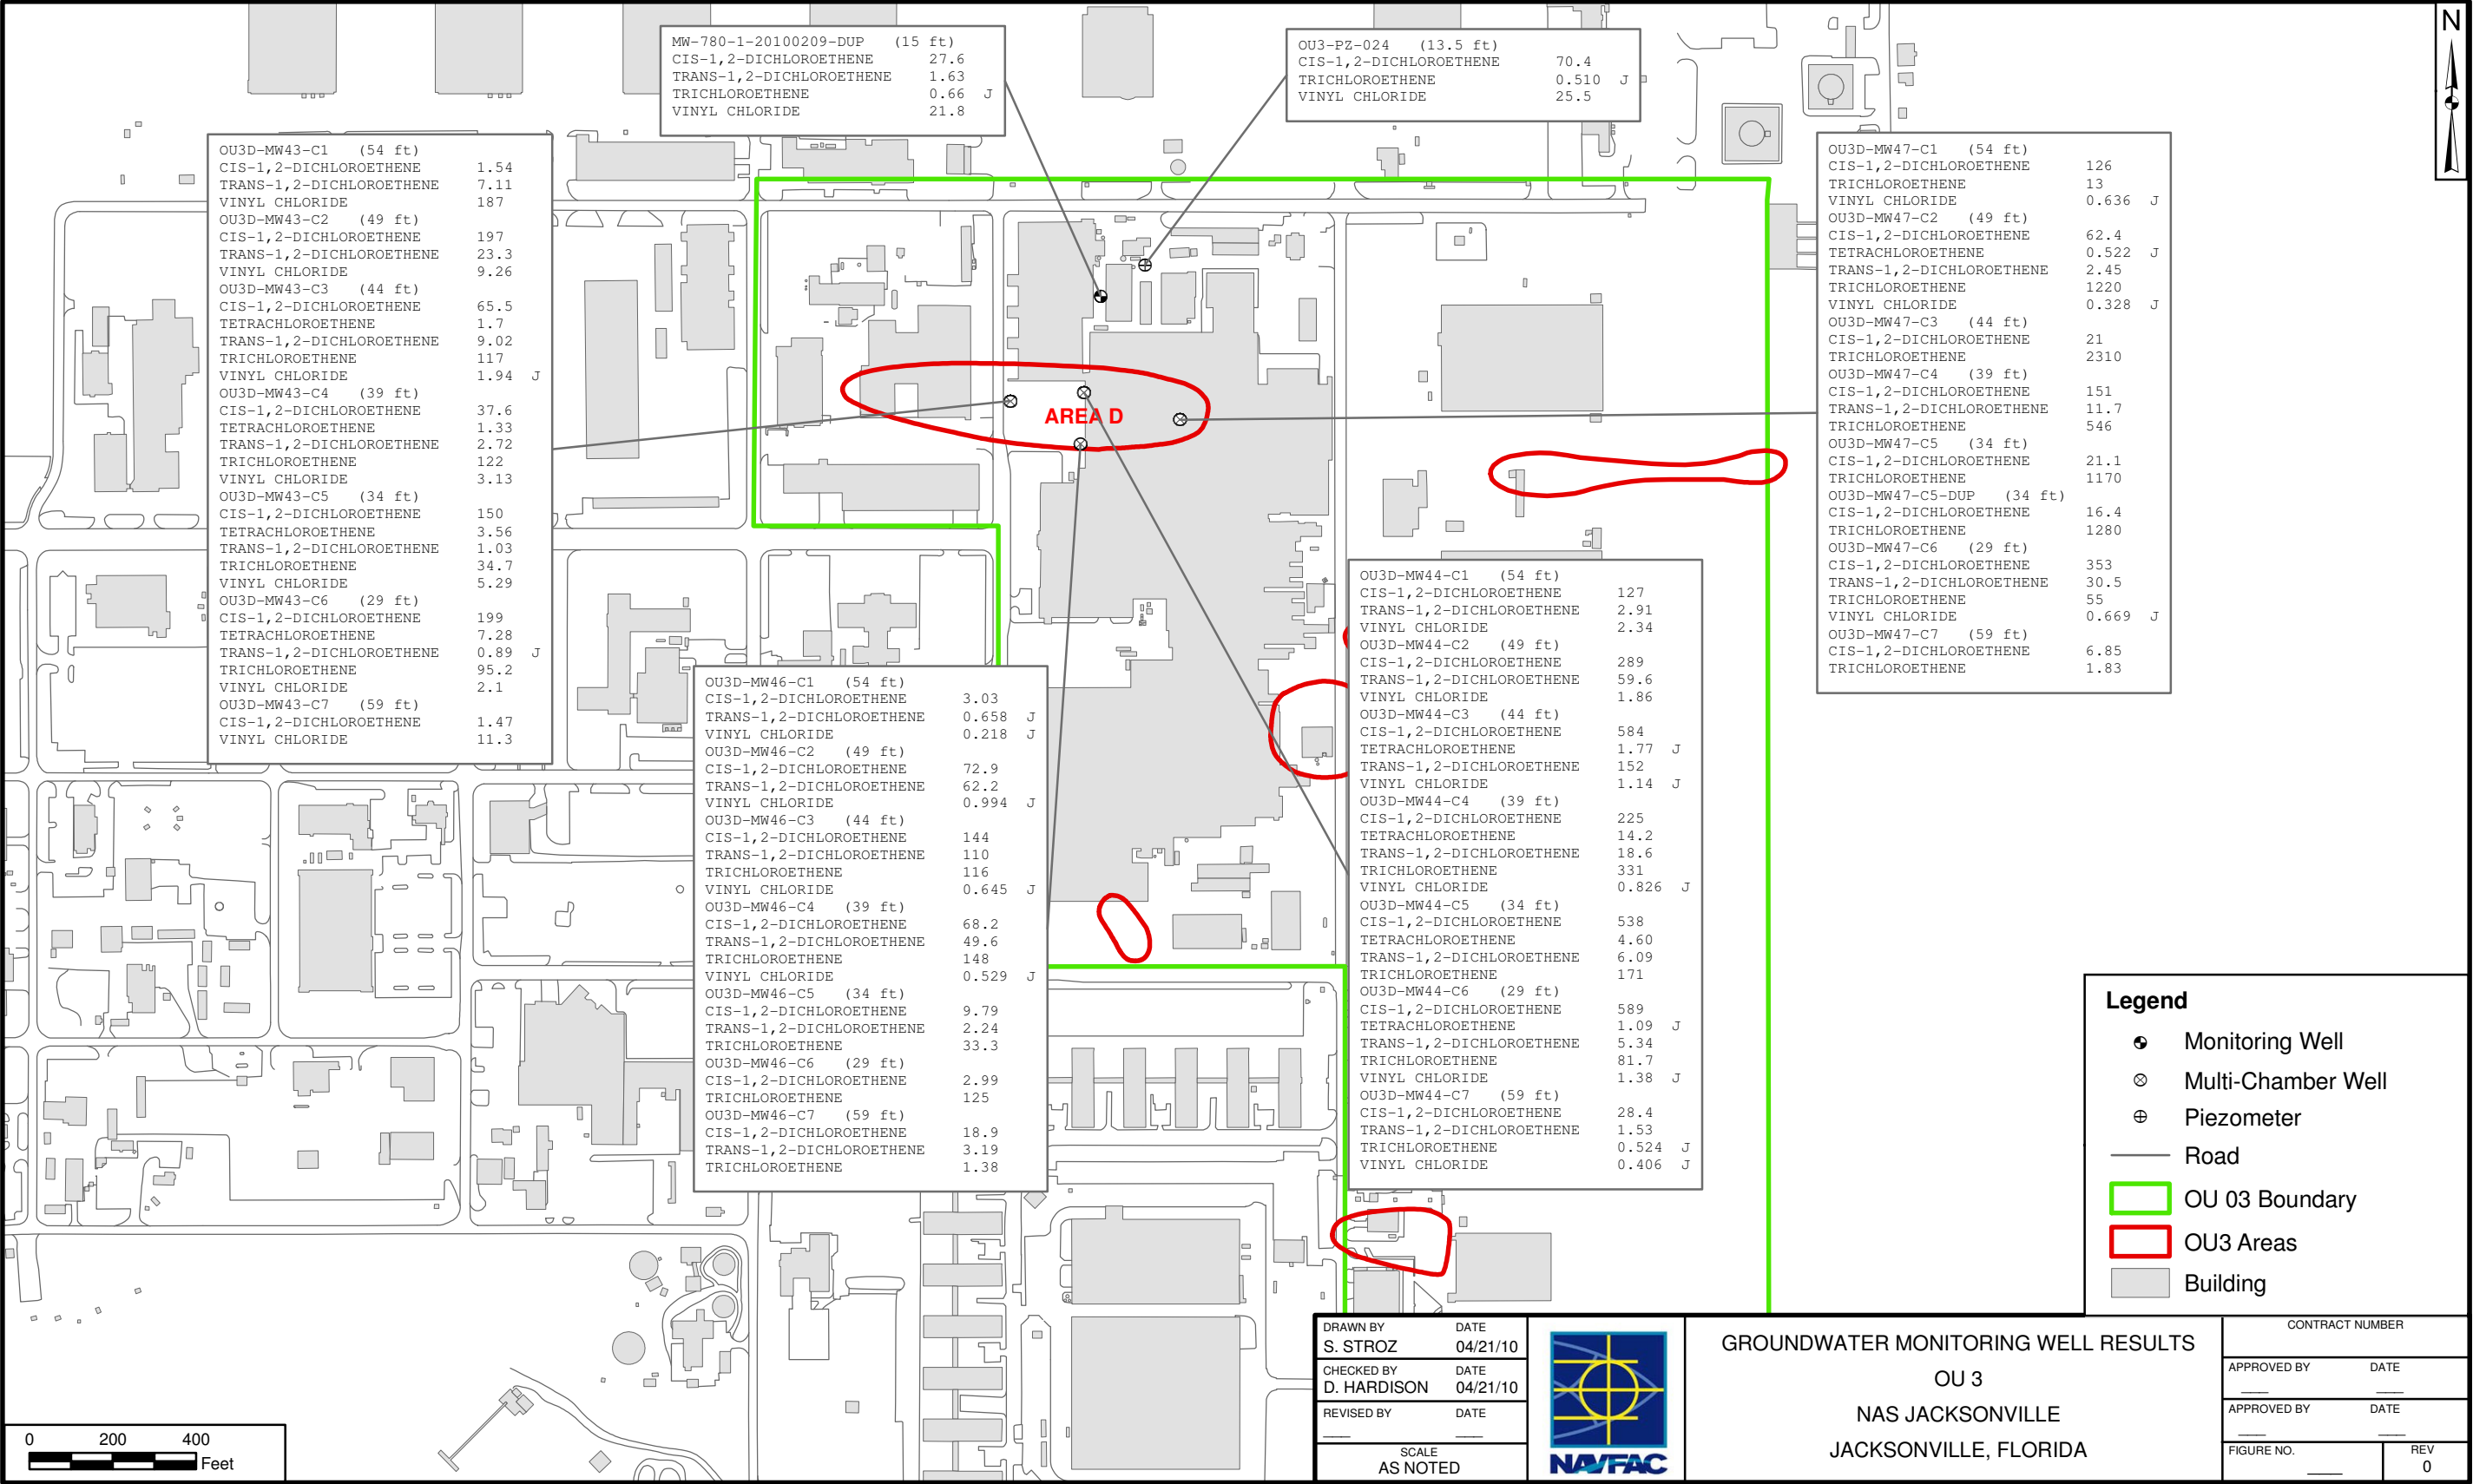 N
MW-780-1-20100209-DUP (15 ft)
CIS-1,2-DICHLOROETHENE 27.6
TRANS-1,2-DICHLOROETHENE 1.63
TRICHLOROETHENE 0.66 J
VINYL CHLORIDE 21.8
OU3-PZ-024 (13.5 ft)
CIS-1,2-DICHLOROETHENE 70.4
TRICHLOROETHENE 0.510 J
VINYL CHLORIDE 25.5
OU3D-MW43-C1 (54 ft)
CIS-1,2-DICHLOROETHENE 1.54
TRANS-1,2-DICHLOROETHENE 7.11
VINYL CHLORIDE 187
OU3D-MW43-C2 (49 ft)
CIS-1,2-DICHLOROETHENE 197
TRANS-1,2-DICHLOROETHENE 23.3
VINYL CHLORIDE 9.26
OU3D-MW43-C3 (44 ft)
CIS-1,2-DICHLOROETHENE 65.5
TETRACHLOROETHENE 1.7
TRANS-1,2-DICHLOROETHENE 9.02
TRICHLOROETHENE 117
VINYL CHLORIDE 1.94 J
OU3D-MW43-C4 (39 ft)
CIS-1,2-DICHLOROETHENE 37.6
TETRACHLOROETHENE 1.33
TRANS-1,2-DICHLOROETHENE 2.72
TRICHLOROETHENE 122
VINYL CHLORIDE 3.13
OU3D-MW43-C5 (34 ft)
CIS-1,2-DICHLOROETHENE 150
TETRACHLOROETHENE 3.56
TRANS-1,2-DICHLOROETHENE 1.03
TRICHLOROETHENE 34.7
VINYL CHLORIDE 5.29
OU3D-MW43-C6 (29 ft)
CIS-1,2-DICHLOROETHENE 199
TETRACHLOROETHENE 7.28
TRANS-1,2-DICHLOROETHENE 0.89 J
TRICHLOROETHENE 95.2
VINYL CHLORIDE 2.1
OU3D-MW43-C7 (59 ft)
CIS-1,2-DICHLOROETHENE 1.47
VINYL CHLORIDE 11.3
OU3D-MW47-C1 (54 ft)
CIS-1,2-DICHLOROETHENE 126
TRICHLOROETHENE 13
VINYL CHLORIDE 0.636 J
OU3D-MW47-C2 (49 ft)
CIS-1,2-DICHLOROETHENE 62.4
TETRACHLOROETHENE 0.522 J
TRANS-1,2-DICHLOROETHENE 2.45
TRICHLOROETHENE 1220
VINYL CHLORIDE 0.328 J
OU3D-MW47-C3 (44 ft)
CIS-1,2-DICHLOROETHENE 21
TRICHLOROETHENE 2310
OU3D-MW47-C4 (39 ft)
CIS-1,2-DICHLOROETHENE 151
TRANS-1,2-DICHLOROETHENE 11.7
TRICHLOROETHENE 546
OU3D-MW47-C5 (34 ft)
CIS-1,2-DICHLOROETHENE 21.1
TRICHLOROETHENE 1170
OU3D-MW47-C5-DUP (34 ft)
CIS-1,2-DICHLOROETHENE 16.4
TRICHLOROETHENE 1280
OU3D-MW47-C6 (29 ft)
CIS-1,2-DICHLOROETHENE 353
TRANS-1,2-DICHLOROETHENE 30.5
TRICHLOROETHENE 55
VINYL CHLORIDE 0.669 J
OU3D-MW47-C7 (59 ft)
CIS-1,2-DICHLOROETHENE 6.85
TRICHLOROETHENE 1.83
AREA D
OU3D-MW46-C1 (54 ft)
CIS-1,2-DICHLOROETHENE 3.03
TRANS-1,2-DICHLOROETHENE 0.658 J
VINYL CHLORIDE 0.218 J
OU3D-MW46-C2 (49 ft)
CIS-1,2-DICHLOROETHENE 72.9
TRANS-1,2-DICHLOROETHENE 62.2
VINYL CHLORIDE 0.994 J
OU3D-MW46-C3 (44 ft)
CIS-1,2-DICHLOROETHENE 144
TRANS-1,2-DICHLOROETHENE 110
TRICHLOROETHENE 116
VINYL CHLORIDE 0.645 J
OU3D-MW46-C4 (39 ft)
CIS-1,2-DICHLOROETHENE 68.2
TRANS-1,2-DICHLOROETHENE 49.6
TRICHLOROETHENE 148
VINYL CHLORIDE 0.529 J
OU3D-MW46-C5 (34 ft)
CIS-1,2-DICHLOROETHENE 9.79
TRANS-1,2-DICHLOROETHENE 2.24
TRICHLOROETHENE 33.3
OU3D-MW46-C6 (29 ft)
CIS-1,2-DICHLOROETHENE 2.99
TRICHLOROETHENE 125
OU3D-MW46-C7 (59 ft)
CIS-1,2-DICHLOROETHENE 18.9
TRANS-1,2-DICHLOROETHENE 3.19
TRICHLOROETHENE 1.38
OU3D-MW44-C1 (54 ft)
CIS-1,2-DICHLOROETHENE 127
TRANS-1,2-DICHLOROETHENE 2.91
VINYL CHLORIDE 2.34
OU3D-MW44-C2 (49 ft)
CIS-1,2-DICHLOROETHENE 289
TRANS-1,2-DICHLOROETHENE 59.6
VINYL CHLORIDE 1.86
OU3D-MW44-C3 (44 ft)
CIS-1,2-DICHLOROETHENE 584
TETRACHLOROETHENE 1.77 J
TRANS-1,2-DICHLOROETHENE 152
VINYL CHLORIDE 1.14 J
OU3D-MW44-C4 (39 ft)
CIS-1,2-DICHLOROETHENE 225
TETRACHLOROETHENE 14.2
TRANS-1,2-DICHLOROETHENE 18.6
TRICHLOROETHENE 331
VINYL CHLORIDE 0.826 J
OU3D-MW44-C5 (34 ft)
CIS-1,2-DICHLOROETHENE 538
TETRACHLOROETHENE 4.60
TRANS-1,2-DICHLOROETHENE 6.09
TRICHLOROETHENE 171
OU3D-MW44-C6 (29 ft)
CIS-1,2-DICHLOROETHENE 589
TETRACHLOROETHENE 1.09 J
TRANS-1,2-DICHLOROETHENE 5.34
TRICHLOROETHENE 81.7
VINYL CHLORIDE 1.38 J
OU3D-MW44-C7 (59 ft)
CIS-1,2-DICHLOROETHENE 28.4
TRANS-1,2-DICHLOROETHENE 1.53
TRICHLOROETHENE 0.524 J
VINYL CHLORIDE 0.406 J
Legend
Monitoring Well
Multi-Chamber Well
Piezometer
Road
OU 03 Boundary
OU3 Areas
Building
0 200 400
Feet
DRAWN BY DATE
S. STROZ 04/21/10
CHECKED BY DATE
D. HARDISON 04/21/10
REVISED BY DATE
___ ___
SCALE
AS NOTED
NAVFAC
GROUNDWATER MONITORING WELL RESULTS
OU 3
NAS JACKSONVILLE
JACKSONVILLE, FLORIDA
CONTRACT NUMBER
APPROVED BY DATE
___ ___
APPROVED BY DATE
___ ___
FIGURE NO. REV
___ 0